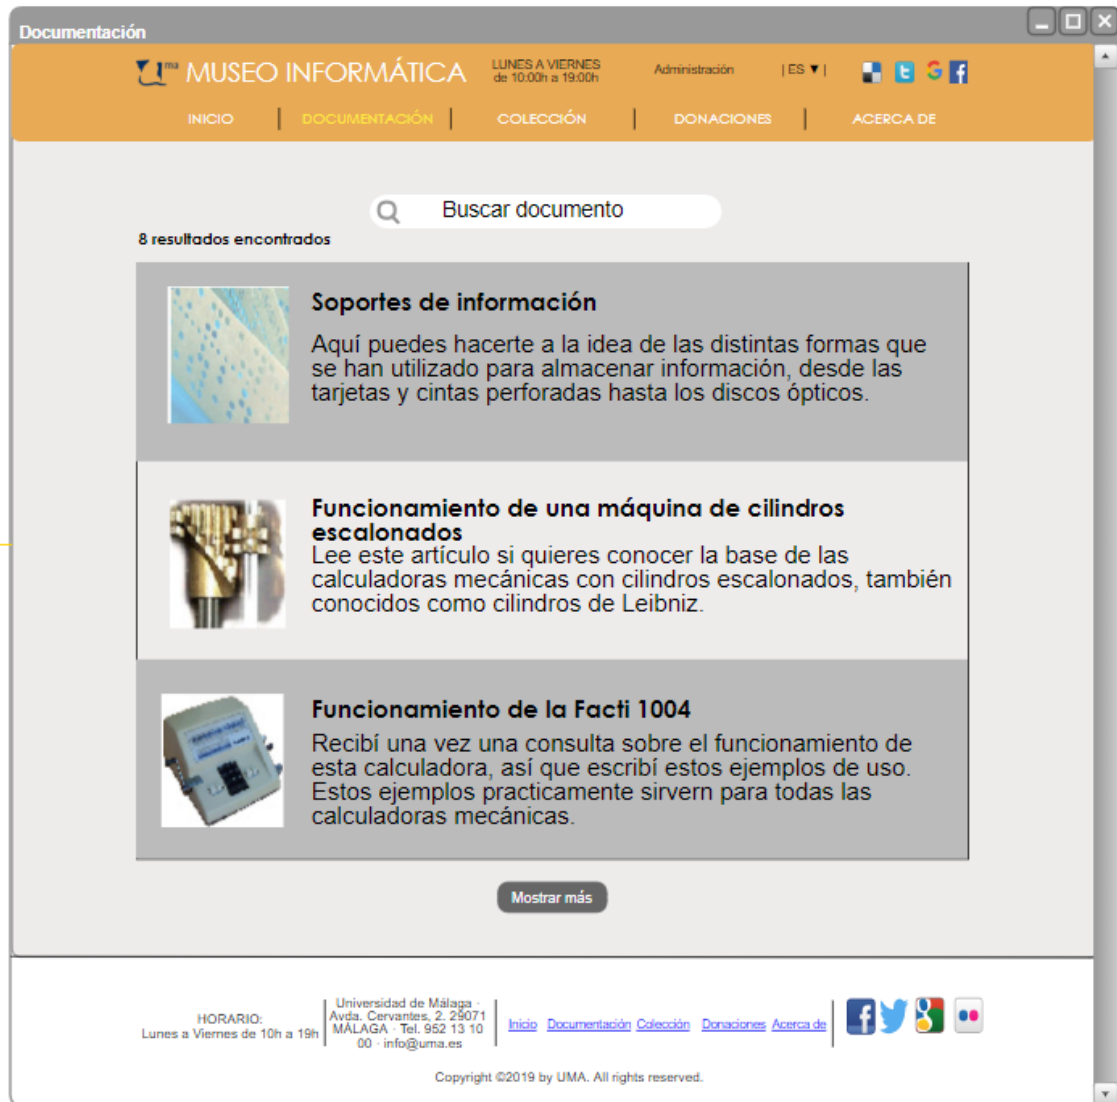 Documentación
uma MUSEO INFORMÁTICA
LUNES A VIERNES
de 10:00h a 19:00h
Administración
| ES ▼ |
INICIO | DOCUMENTACIÓN | COLECCIÓN | DONACIONES | ACERCA DE
Buscar documento
8 resultados encontrados
Soportes de información
Aquí puedes hacerte a la idea de las distintas formas que
se han utilizado para almacenar información, desde las
tarjetas y cintas perforadas hasta los discos ópticos.
Funcionamiento de una máquina de cilindros
escalonados
Lee este artículo si quieres conocer la base de las
calculadoras mecánicas con cilindros escalonados, también
conocidos como cilindros de Leibniz.
Funcionamiento de la Facti 1004
Recibí una vez una consulta sobre el funcionamiento de
esta calculadora, así que escribí estos ejemplos de uso.
Estos ejemplos practicamente sirvern para todas las
calculadoras mecánicas.
Mostrar más
HORARIO:
Lunes a Viernes de 10h a 19h
Universidad de Málaga ·
Avda. Cervantes, 2. 29071
MÁLAGA · Tel. 952 13 10
00 · info@uma.es
Inicio Documentación Colección Donaciones Acerca de
Copyright ©2019 by UMA. All rights reserved.